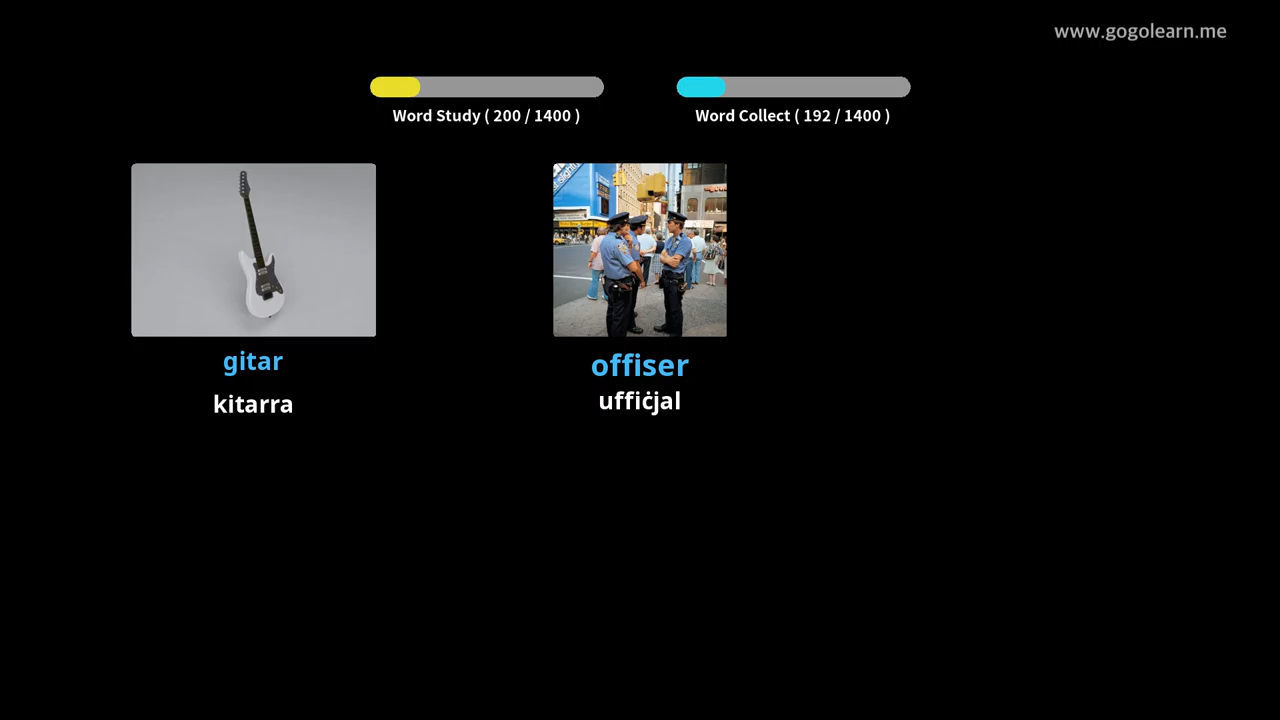 www.gogolearn.me
Word Study ( 200 / 1400 )
Word Collect ( 192 / 1400 )
gitar
offiser
kitarra
uffiċjal